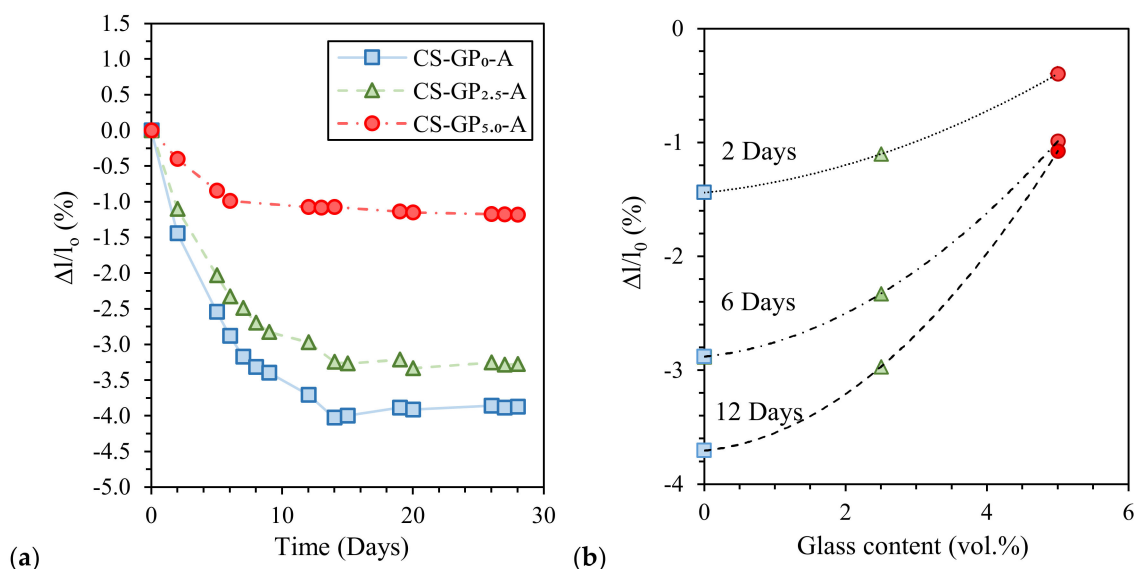 1.5
1.0
0.5
0.0
-0.5
-1.0
-1.5
-2.0
-2.5
-3.0
-3.5
-4.0
-4.5
-5.0
Δl/lₒ (%)
CS-GP₀-A
CS-GP₂.₅-A
CS-GP₅.₀-A
0 10 20 30
Time (Days)
(a)
0
-1
-2
-3
-4
Δl/l₀ (%)
2 Days
6 Days
12 Days
0 2 4 6
Glass content (vol.%)
(b)